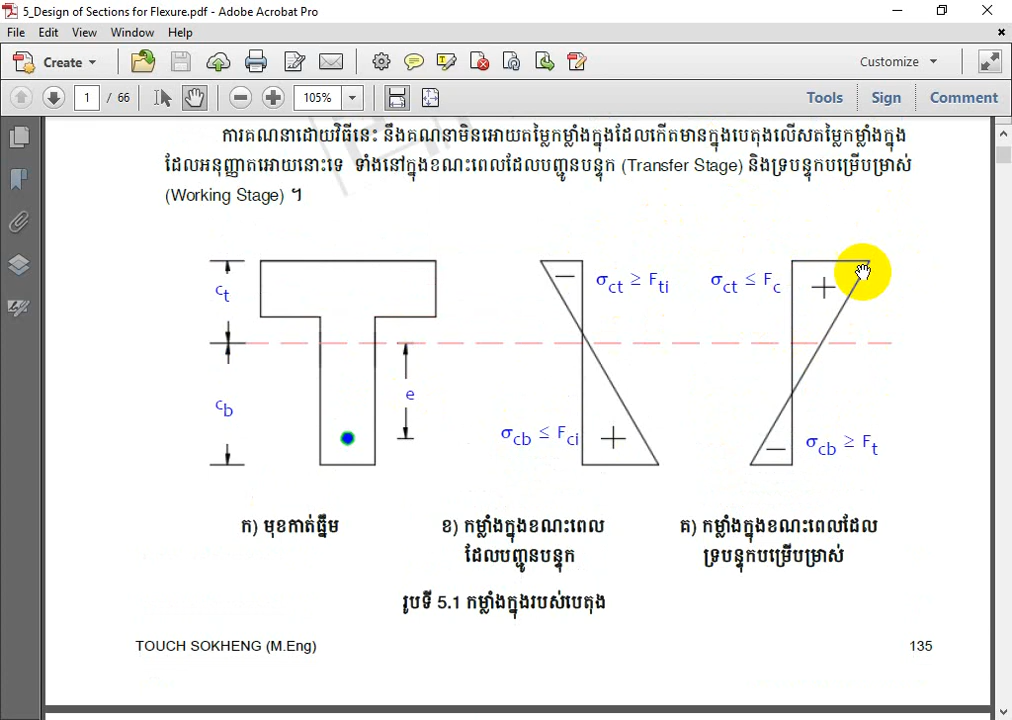 5_Design of Sections for Flexure.pdf - Adobe Acrobat Pro
File Edit View Window Help
Create Customize
1 / 66 105% Tools Sign Comment
ការគណនាដោយវិធីនេះ នឹងគណនាមិនអោយតម្លៃកម្លាំងក្នុងដែលកើតមានក្នុងបេតុងលើសតម្លៃកម្លាំងក្នុង
ដែលអនុញ្ញាតអោយនោះទេ ទាំងនៅក្នុងខណះពេលដែលបញ្ជូនបន្ទុក (Transfer Stage) និងទ្របន្ទុកបម្រើបម្រាស់
(Working Stage) ។
ct
σct ≥ Fti
σct ≤ Fc
cb
e
σcb ≤ Fci
σcb ≥ Ft
− + + −
ក) មុខកាត់ធ្នឹម
ខ) កម្លាំងក្នុងខណះពេល
ដែលបញ្ជូនបន្ទុក
គ) កម្លាំងក្នុងខណះពេលដែល
ទ្របន្ទុកបម្រើបម្រាស់
រូបទី 5.1 កម្លាំងក្នុងរបស់បេតុង
TOUCH SOKHENG (M.Eng) 135